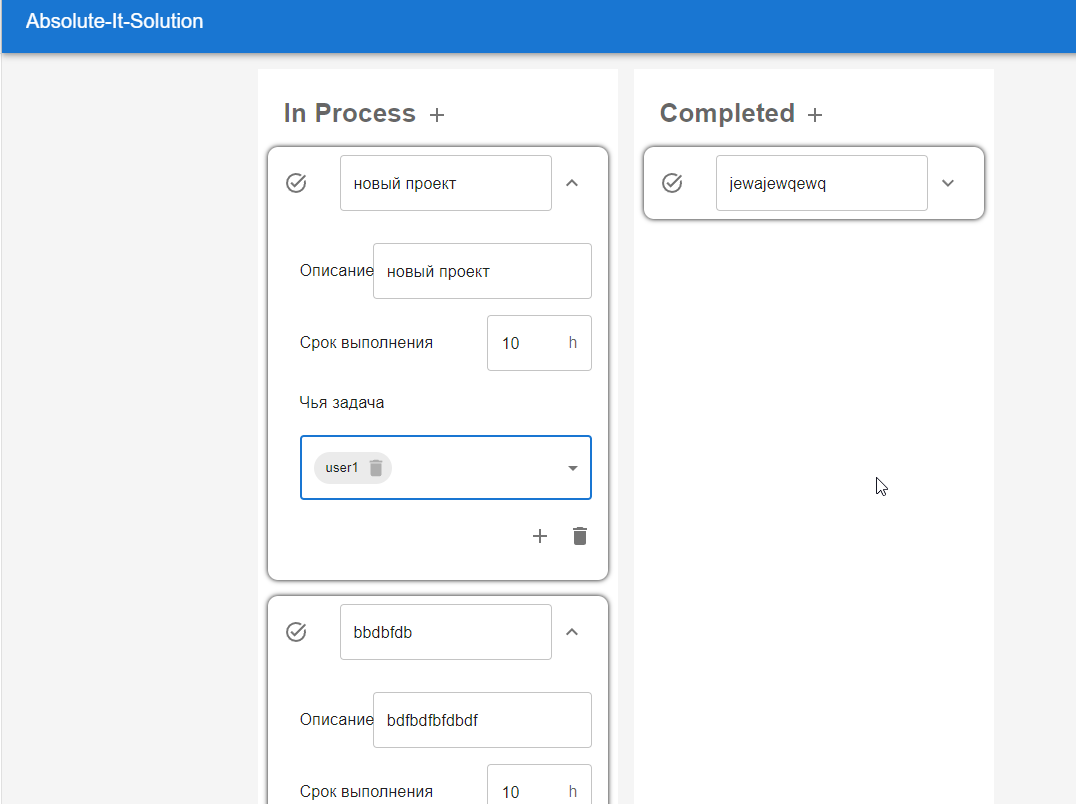 Absolute-It-Solution
In Process +
новый проект
Описание новый проект
Срок выполнения 10 h
Чья задача
user1
+
bbdbfdb
Описание bdfbdfbfdbdf
Срок выполнения 10 h
Completed +
jewajewqewq